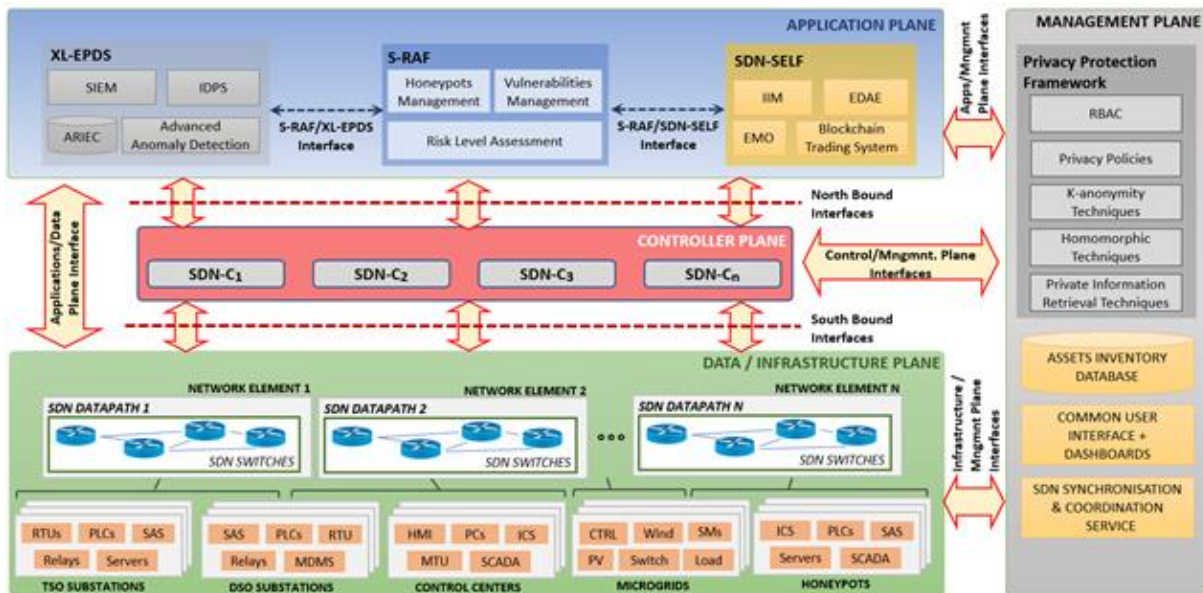 APPLICATION PLANE
XL-EPDS
SIEM
IDPS
ARIEC
Advanced
Anomaly Detection
S-RAF/XL-EPDS
Interface
S-RAF
Honeypots
Management
Vulnerabilities
Management
Risk Level Assessment
S-RAF/SDN-SELF
Interface
SDN-SELF
IIM
EDAE
EMO
Blockchain
Trading System
Apps/Mngmnt
Plane Interfaces
MANAGEMENT PLANE
Privacy Protection
Framework
RBAC
Privacy Policies
K-anonymity
Techniques
Homomorphic
Techniques
Private Information
Retrieval Techniques
ASSETS INVENTORY
DATABASE
COMMON USER
INTERFACE +
DASHBOARDS
SDN SYNCHRONISATION
& COORDINATION
SERVICE
Applications/Data
Plane Interface
North Bound
Interfaces
CONTROLLER PLANE
SDN-C1
SDN-C2
SDN-C3
SDN-Cn
Control/Mngmnt. Plane
Interfaces
South Bound
Interfaces
DATA / INFRASTRUCTURE PLANE
NETWORK ELEMENT 1
SDN DATAPATH 1
SDN SWITCHES
NETWORK ELEMENT 2
SDN DATAPATH 2
SDN SWITCHES
NETWORK ELEMENT N
SDN DATAPATH N
SDN SWITCHES
Infrastructure /
Mngmnt Plane
Interfaces
RTUs PLCs SAS
Relays Servers
TSO SUBSTATIONS
SAS PLCs RTU
Relays MDMS
DSO SUBSTATIONS
HMI PCs ICS
MTU SCADA
CONTROL CENTERS
CTRL Wind SMs
PV Switch Load
MICROGRIDS
ICS PLCs SAS
Servers SCADA
HONEYPOTS